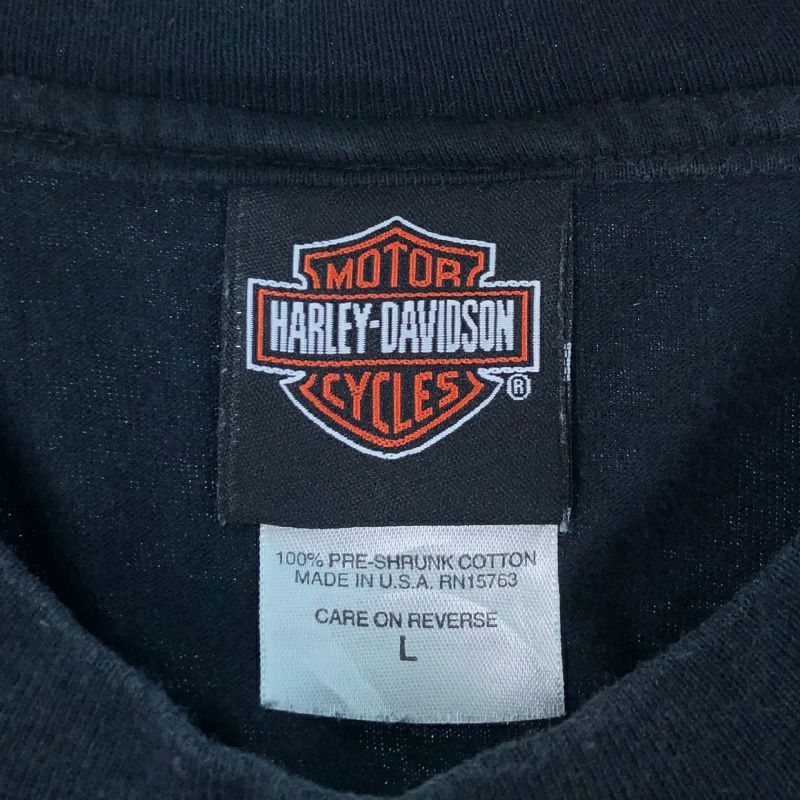 MOTOR
HARLEY-DAVIDSON
CYCLES
®
100% PRE-SHRUNK COTTON
MADE IN U.S.A. RN15763
CARE ON REVERSE
L